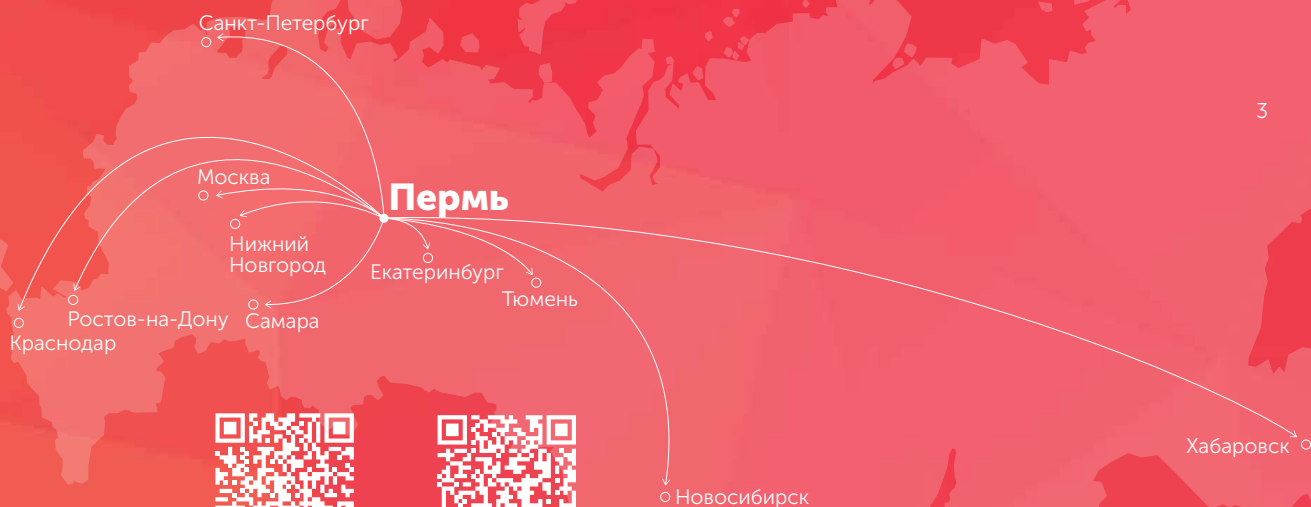 Санкт-Петербург
3
Москва
Пермь
Нижний
Новгород
Екатеринбург
Тюмень
Ростов-на-Дону
Самара
Краснодар
Хабаровск
Новосибирск